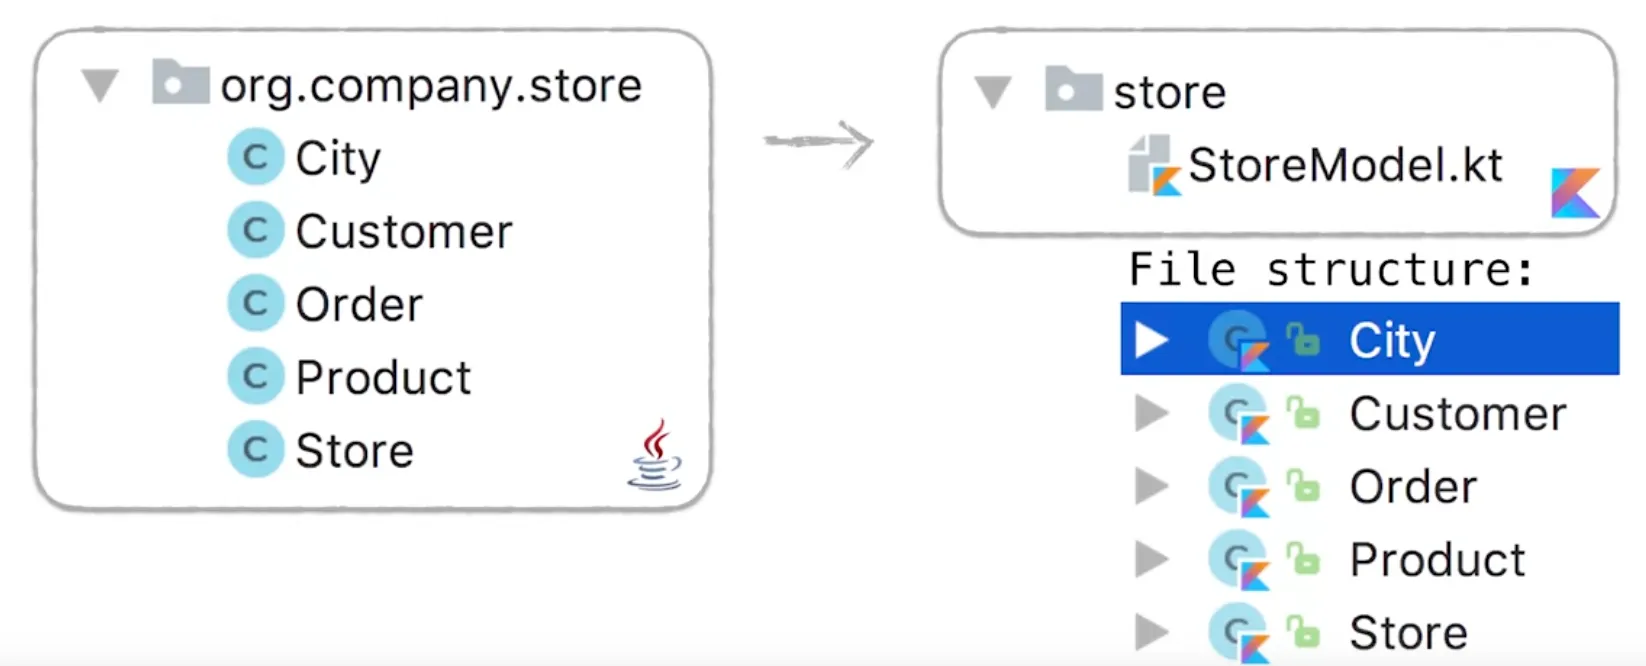 org.company.store
C City
C Customer
C Order
C Product
C Store
store
StoreModel.kt
File structure:
C City
C Customer
C Order
C Product
C Store